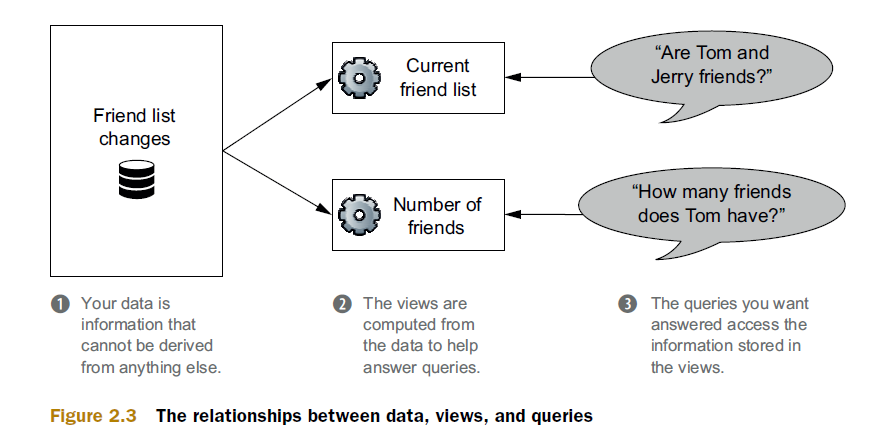 Friend list
changes
Current
friend list
“Are Tom and
Jerry friends?”
Number of
friends
“How many friends
does Tom have?”
1 Your data is
information that
cannot be derived
from anything else.
2 The views are
computed from
the data to help
answer queries.
3 The queries you want
answered access the
information stored in
the views.
Figure 2.3 The relationships between data, views, and queries